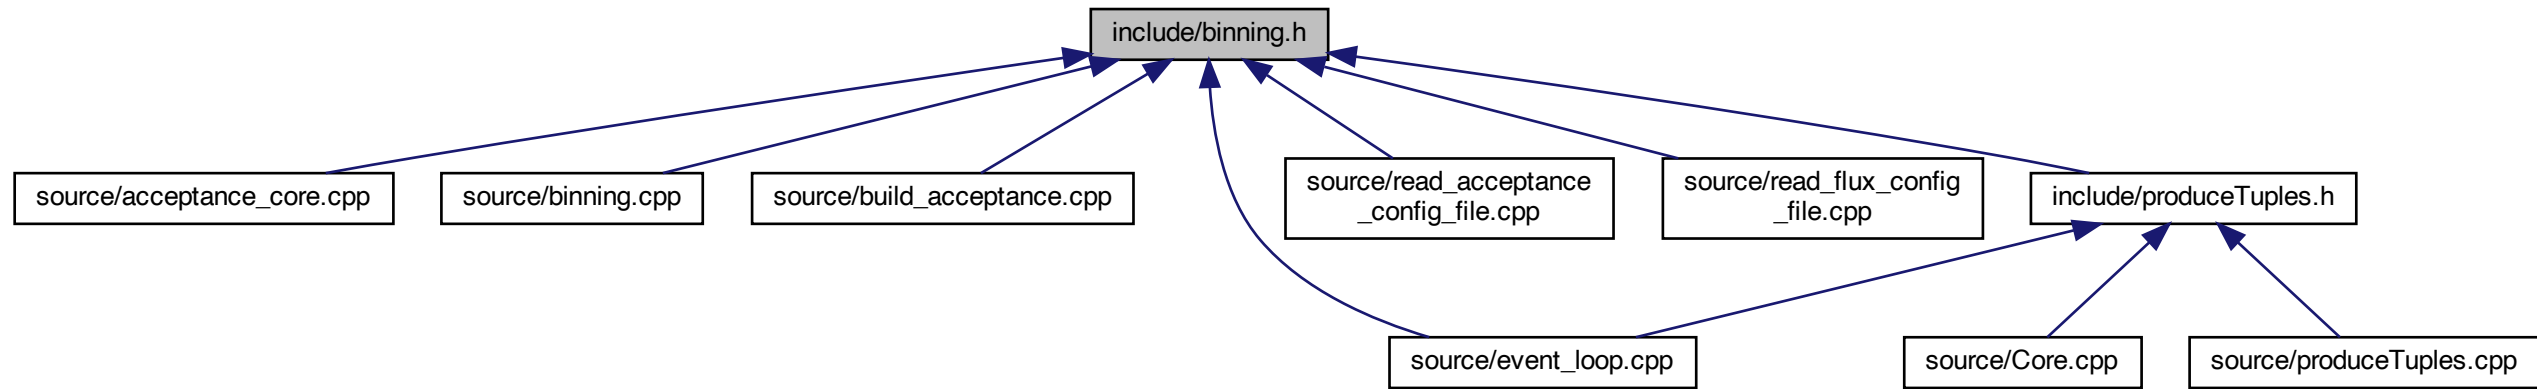 include/binning.h
source/acceptance_core.cpp
source/binning.cpp
source/build_acceptance.cpp
source/read_acceptance
_config_file.cpp
source/read_flux_config
_file.cpp
include/produceTuples.h
source/event_loop.cpp
source/Core.cpp
source/produceTuples.cpp